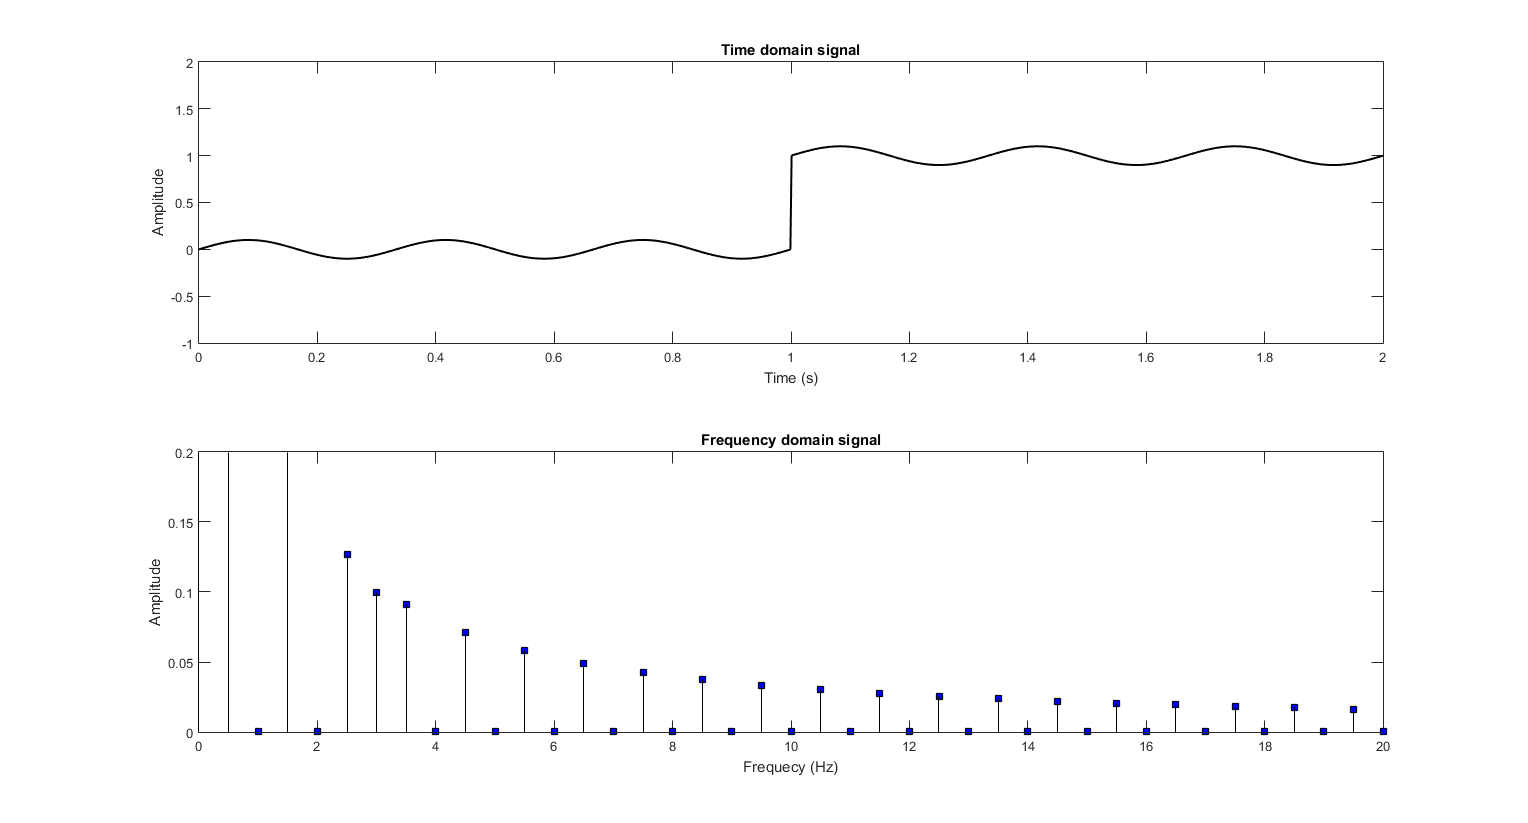 Time domain signal
2
1.5
1
0.5
0
-0.5
-1
Amplitude
0 0.2 0.4 0.6 0.8 1 1.2 1.4 1.6 1.8 2
Time (s)
Frequency domain signal
0.2
0.15
0.1
0.05
0
Amplitude
0 2 4 6 8 10 12 14 16 18 20
Frequecy (Hz)